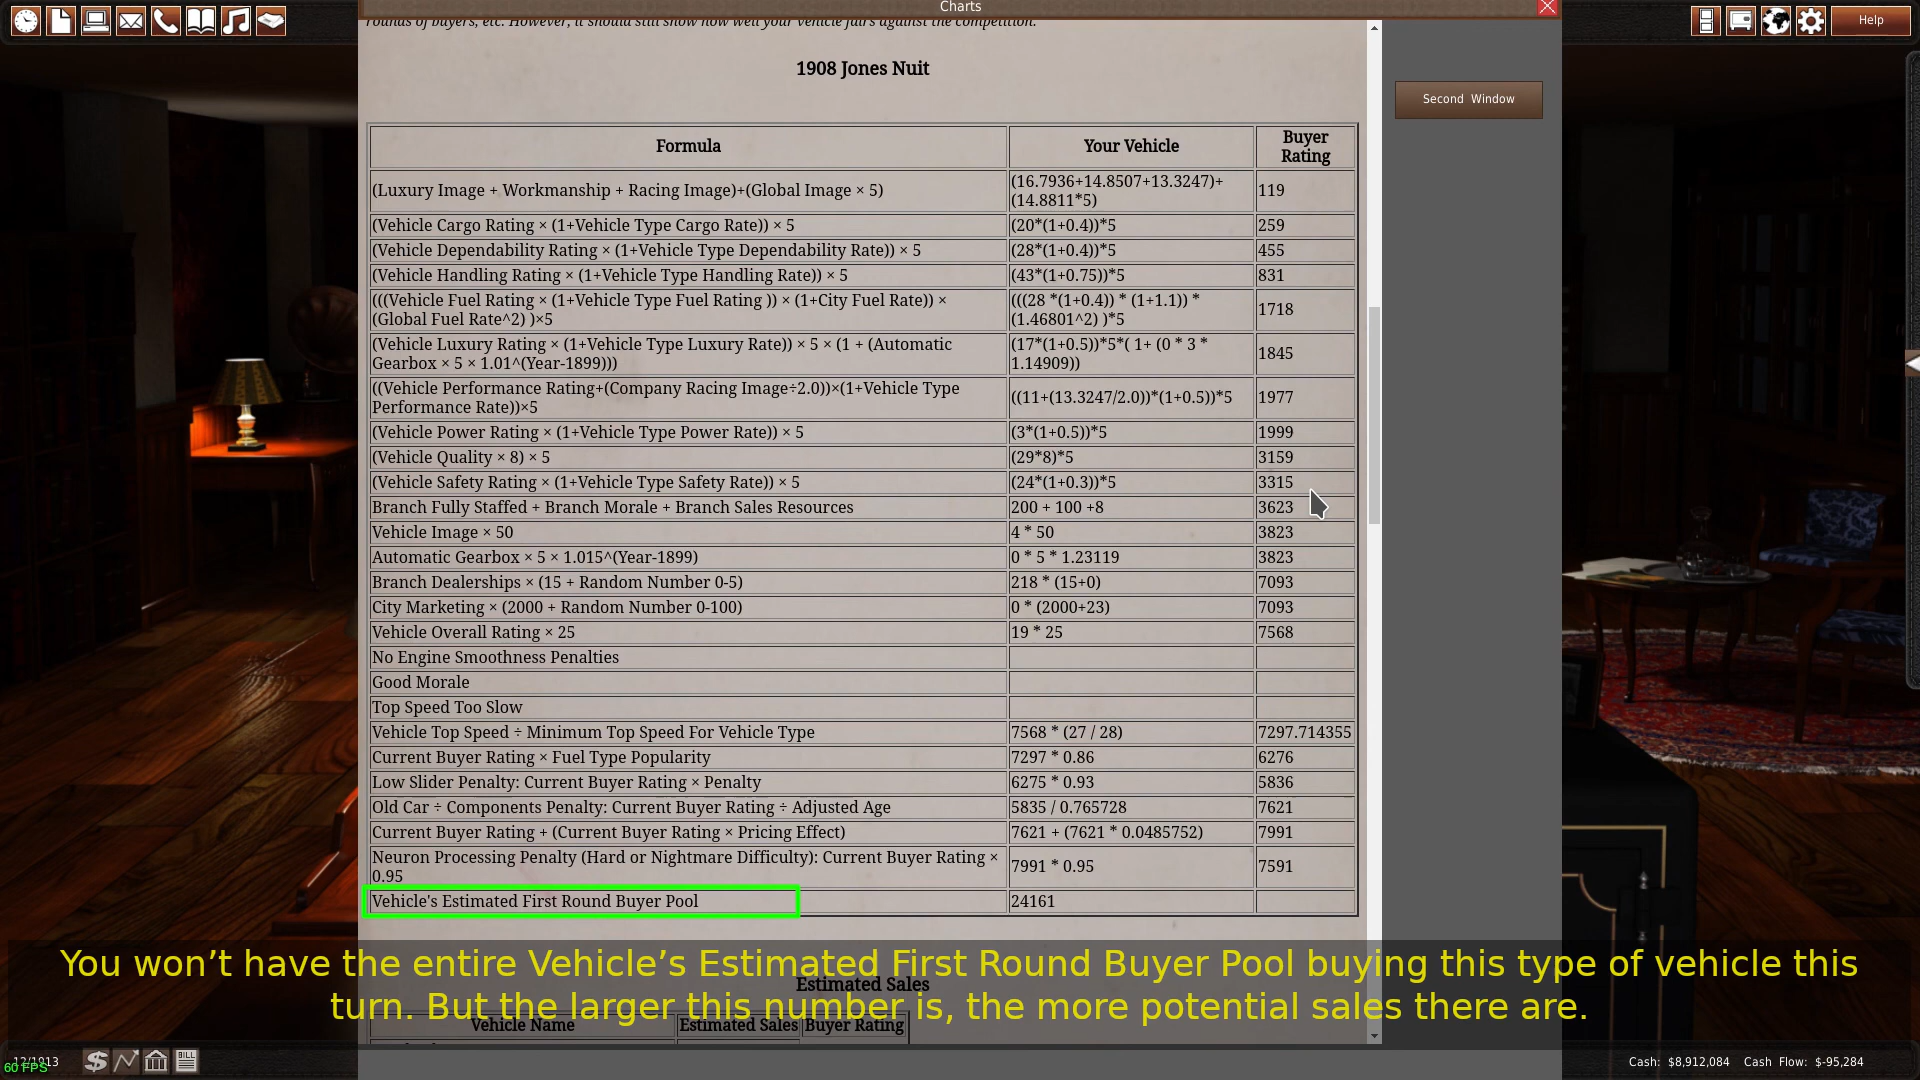 Charts
Help
rounds of buyers, etc. However, it should still show how well your vehicle fairs against the competition.
1908 Jones Nuit
Second Window
Formula Your Vehicle Buyer Rating
(Luxury Image + Workmanship + Racing Image)+(Global Image × 5) (16.7936+14.8507+13.3247)+ (14.8811*5) 119
(Vehicle Cargo Rating × (1+Vehicle Type Cargo Rate)) × 5 (20*(1+0.4))*5 259
(Vehicle Dependability Rating × (1+Vehicle Type Dependability Rate)) × 5 (28*(1+0.4))*5 455
(Vehicle Handling Rating × (1+Vehicle Type Handling Rate)) × 5 (43*(1+0.75))*5 831
(((Vehicle Fuel Rating × (1+Vehicle Type Fuel Rating )) × (1+City Fuel Rate)) × (((28 *(1+0.4)) * (1+1.1)) * 1718
(Global Fuel Rate^2) )×5 (1.46801^2) )*5
(Vehicle Luxury Rating × (1+Vehicle Type Luxury Rate)) × 5 × (1 + (Automatic (17*(1+0.5))*5*( 1+ (0 * 3 * 1845
Gearbox × 5 × 1.01^(Year-1899))) 1.14909))
((Vehicle Performance Rating+(Company Racing Image÷2.0))×(1+Vehicle Type ((11+(13.3247/2.0))*(1+0.5))*5 1977
Performance Rate))×5
(Vehicle Power Rating × (1+Vehicle Type Power Rate)) × 5 (3*(1+0.5))*5 1999
(Vehicle Quality × 8) × 5 (29*8)*5 3159
(Vehicle Safety Rating × (1+Vehicle Type Safety Rate)) × 5 (24*(1+0.3))*5 3315
Branch Fully Staffed + Branch Morale + Branch Sales Resources 200 + 100 +8 3623
Vehicle Image × 50 4 * 50 3823
Automatic Gearbox × 5 × 1.015^(Year-1899) 0 * 5 * 1.23119 3823
Branch Dealerships × (15 + Random Number 0-5) 218 * (15+0) 7093
City Marketing × (2000 + Random Number 0-100) 0 * (2000+23) 7093
Vehicle Overall Rating × 25 19 * 25 7568
No Engine Smoothness Penalties
Good Morale
Top Speed Too Slow
Vehicle Top Speed ÷ Minimum Top Speed For Vehicle Type 7568 * (27 / 28) 7297.714355
Current Buyer Rating × Fuel Type Popularity 7297 * 0.86 6276
Low Slider Penalty: Current Buyer Rating × Penalty 6275 * 0.93 5836
Old Car ÷ Components Penalty: Current Buyer Rating ÷ Adjusted Age 5835 / 0.765728 7621
Current Buyer Rating + (Current Buyer Rating × Pricing Effect) 7621 + (7621 * 0.0485752) 7991
Neuron Processing Penalty (Hard or Nightmare Difficulty): Current Buyer Rating × 7991 * 0.95 7591
0.95
Vehicle's Estimated First Round Buyer Pool 24161
You won’t have the entire Vehicle’s Estimated First Round Buyer Pool buying this type of vehicle this
turn. But the larger this number is, the more potential sales there are.
Estimated Sales
Vehicle Name Estimated Sales Buyer Rating
12/1913
60 FPS
BILL
Cash: $8,912,084 Cash Flow: $-95,284